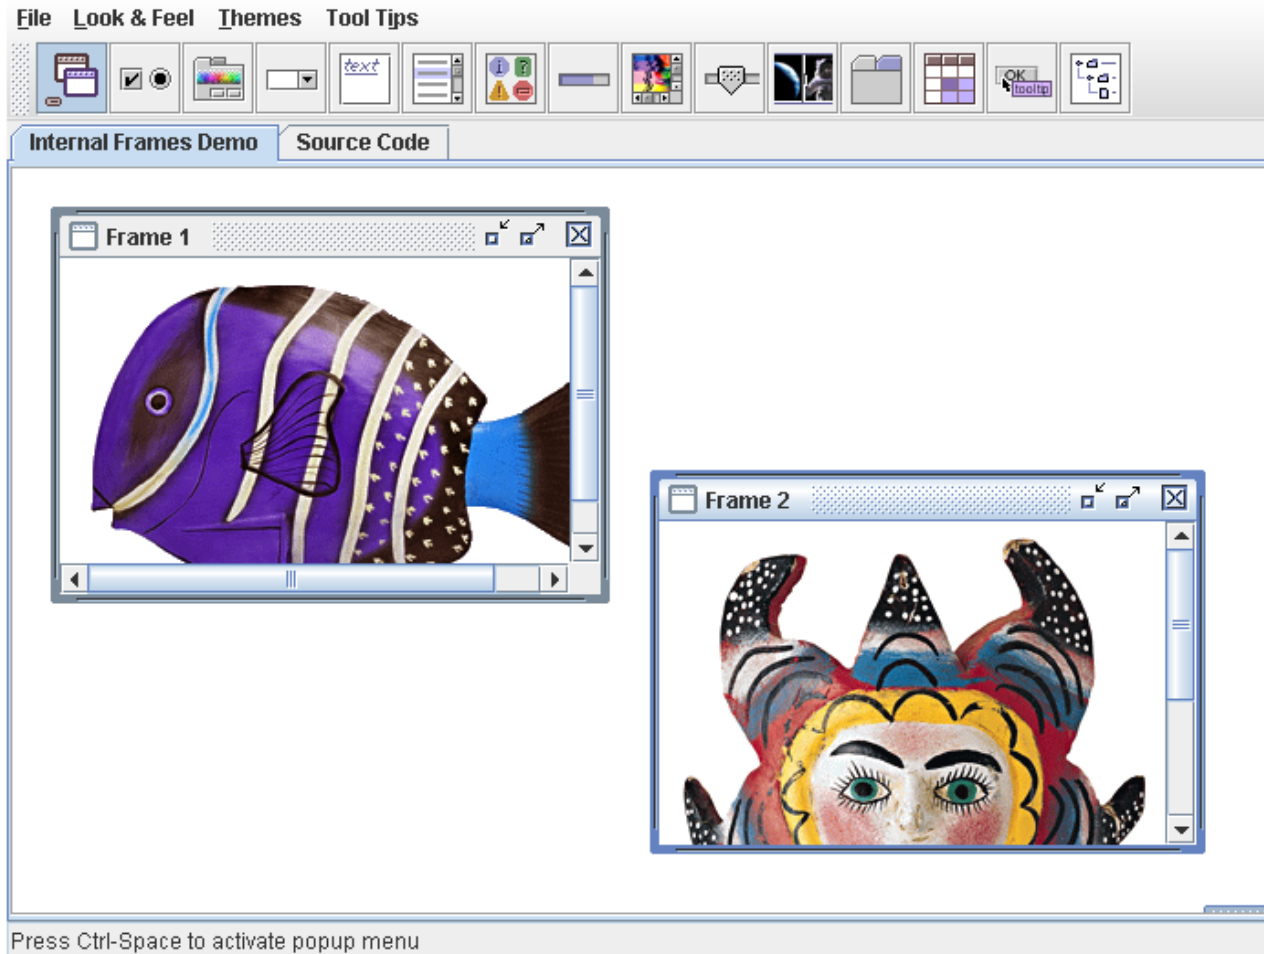 File Look & Feel Themes Tool Tips
text
OK
tooltip
Internal Frames Demo Source Code
Frame 1
Frame 2
Press Ctrl-Space to activate popup menu